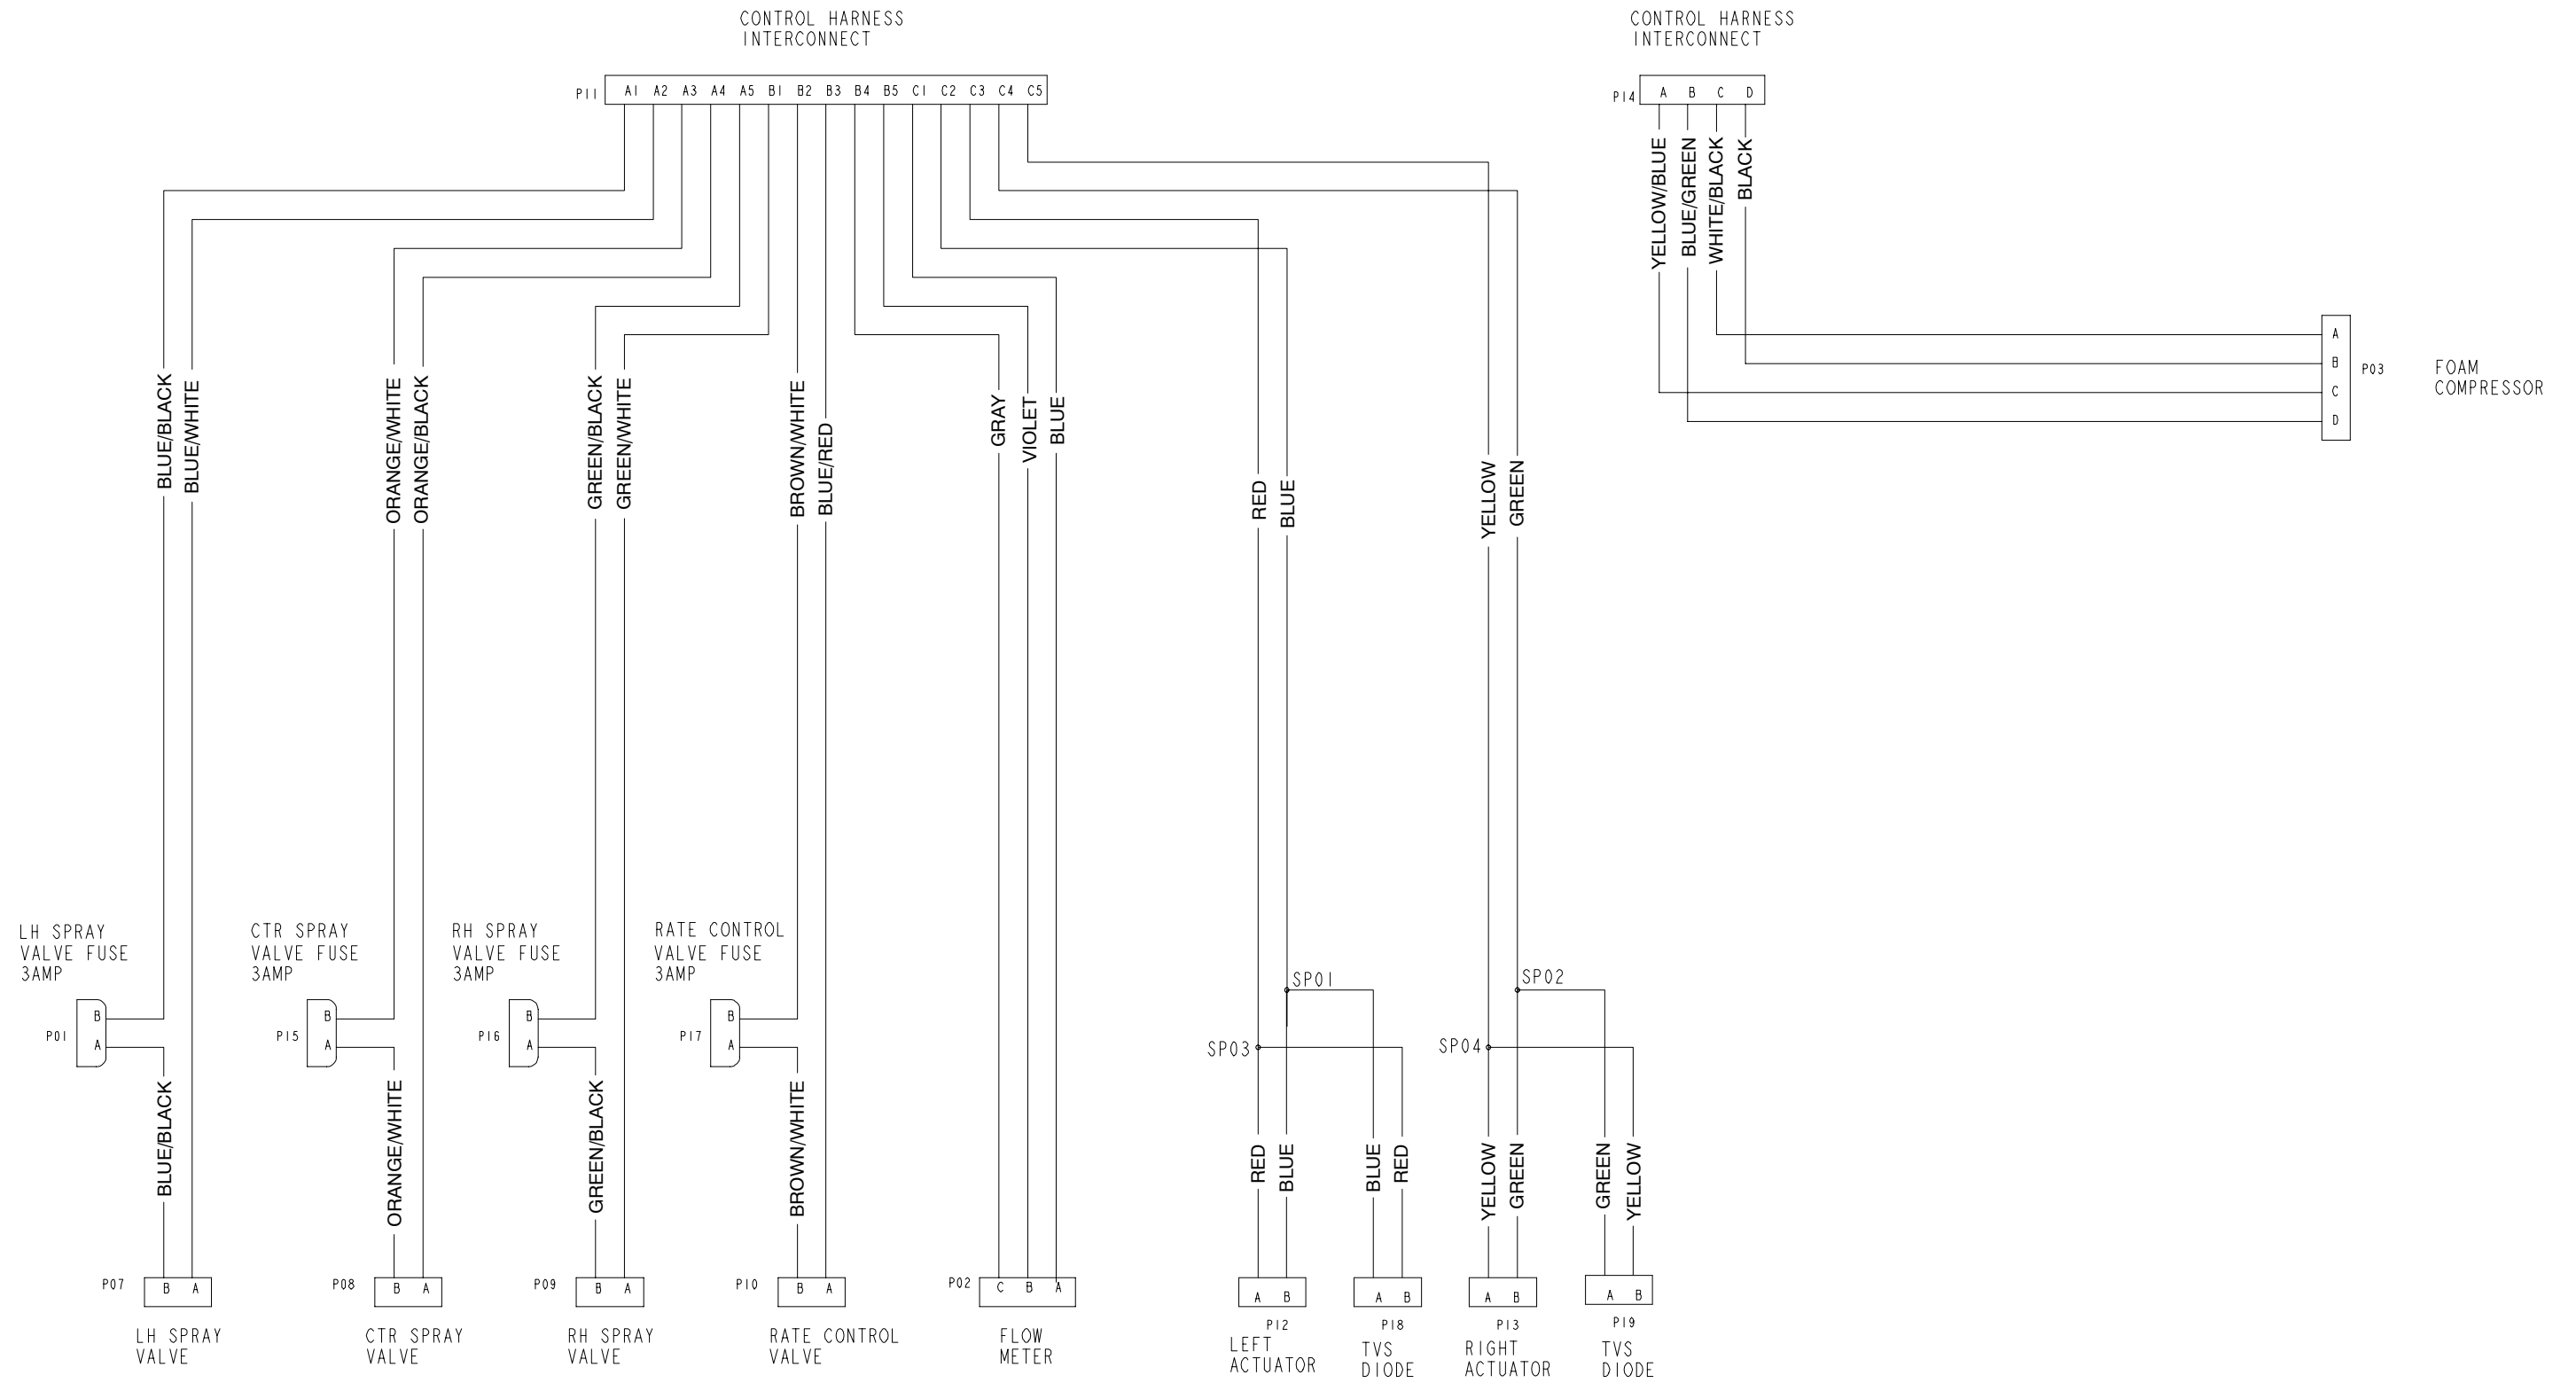 CONTROL HARNESS
INTERCONNECT
CONTROL HARNESS
INTERCONNECT
P11 A1 A2 A3 A4 A5 B1 B2 B3 B4 B5 C1 C2 C3 C4 C5
P14 A B C D
YELLOW/BLUE
BLUE/GREEN
WHITE/BLACK
BLACK
A
B
C
D
P03
FOAM
COMPRESSOR
BLUE/BLACK
BLUE/WHITE
ORANGE/WHITE
ORANGE/BLACK
GREEN/BLACK
GREEN/WHITE
BROWN/WHITE
BLUE/RED
GRAY
VIOLET
BLUE
RED
BLUE
YELLOW
GREEN
LH SPRAY
VALVE FUSE
3AMP
CTR SPRAY
VALVE FUSE
3AMP
RH SPRAY
VALVE FUSE
3AMP
RATE CONTROL
VALVE FUSE
3AMP
P01
B
A
P15
B
A
P16
B
A
P17
B
A
SP01
SP02
SP03
SP04
BLUE/BLACK
ORANGE/WHITE
GREEN/BLACK
BROWN/WHITE
RED
BLUE
BLUE
RED
YELLOW
GREEN
GREEN
YELLOW
P07 B A
P08 B A
P09 B A
P10 B A
P02 C B A
A B
A B
A B
A B
P12
P18
P13
P19
LH SPRAY
VALVE
CTR SPRAY
VALVE
RH SPRAY
VALVE
RATE CONTROL
VALVE
FLOW
METER
LEFT
ACTUATOR
TVS
DIODE
RIGHT
ACTUATOR
TVS
DIODE